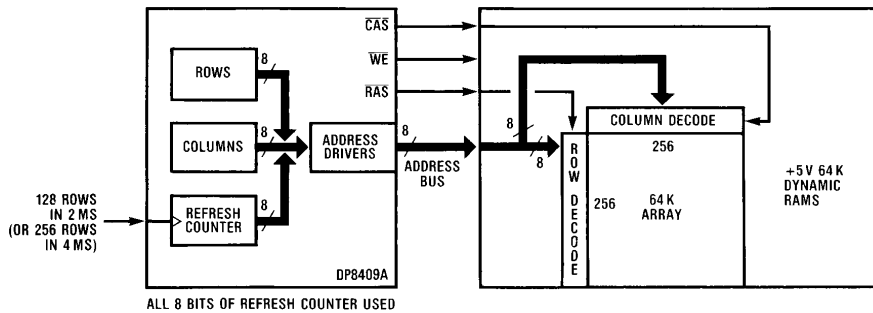 CAS
WE
RAS
ROWS
8
COLUMNS
8
ADDRESS
DRIVERS
8
ADDRESS
BUS
128 ROWS
IN 2 MS
(OR 256 ROWS
IN 4 MS)
REFRESH
COUNTER
8
DP8409A
ALL 8 BITS OF REFRESH COUNTER USED
8
8
ROW DECODE
COLUMN DECODE
256
256
64K
ARRAY
+5V 64K
DYNAMIC
RAMS